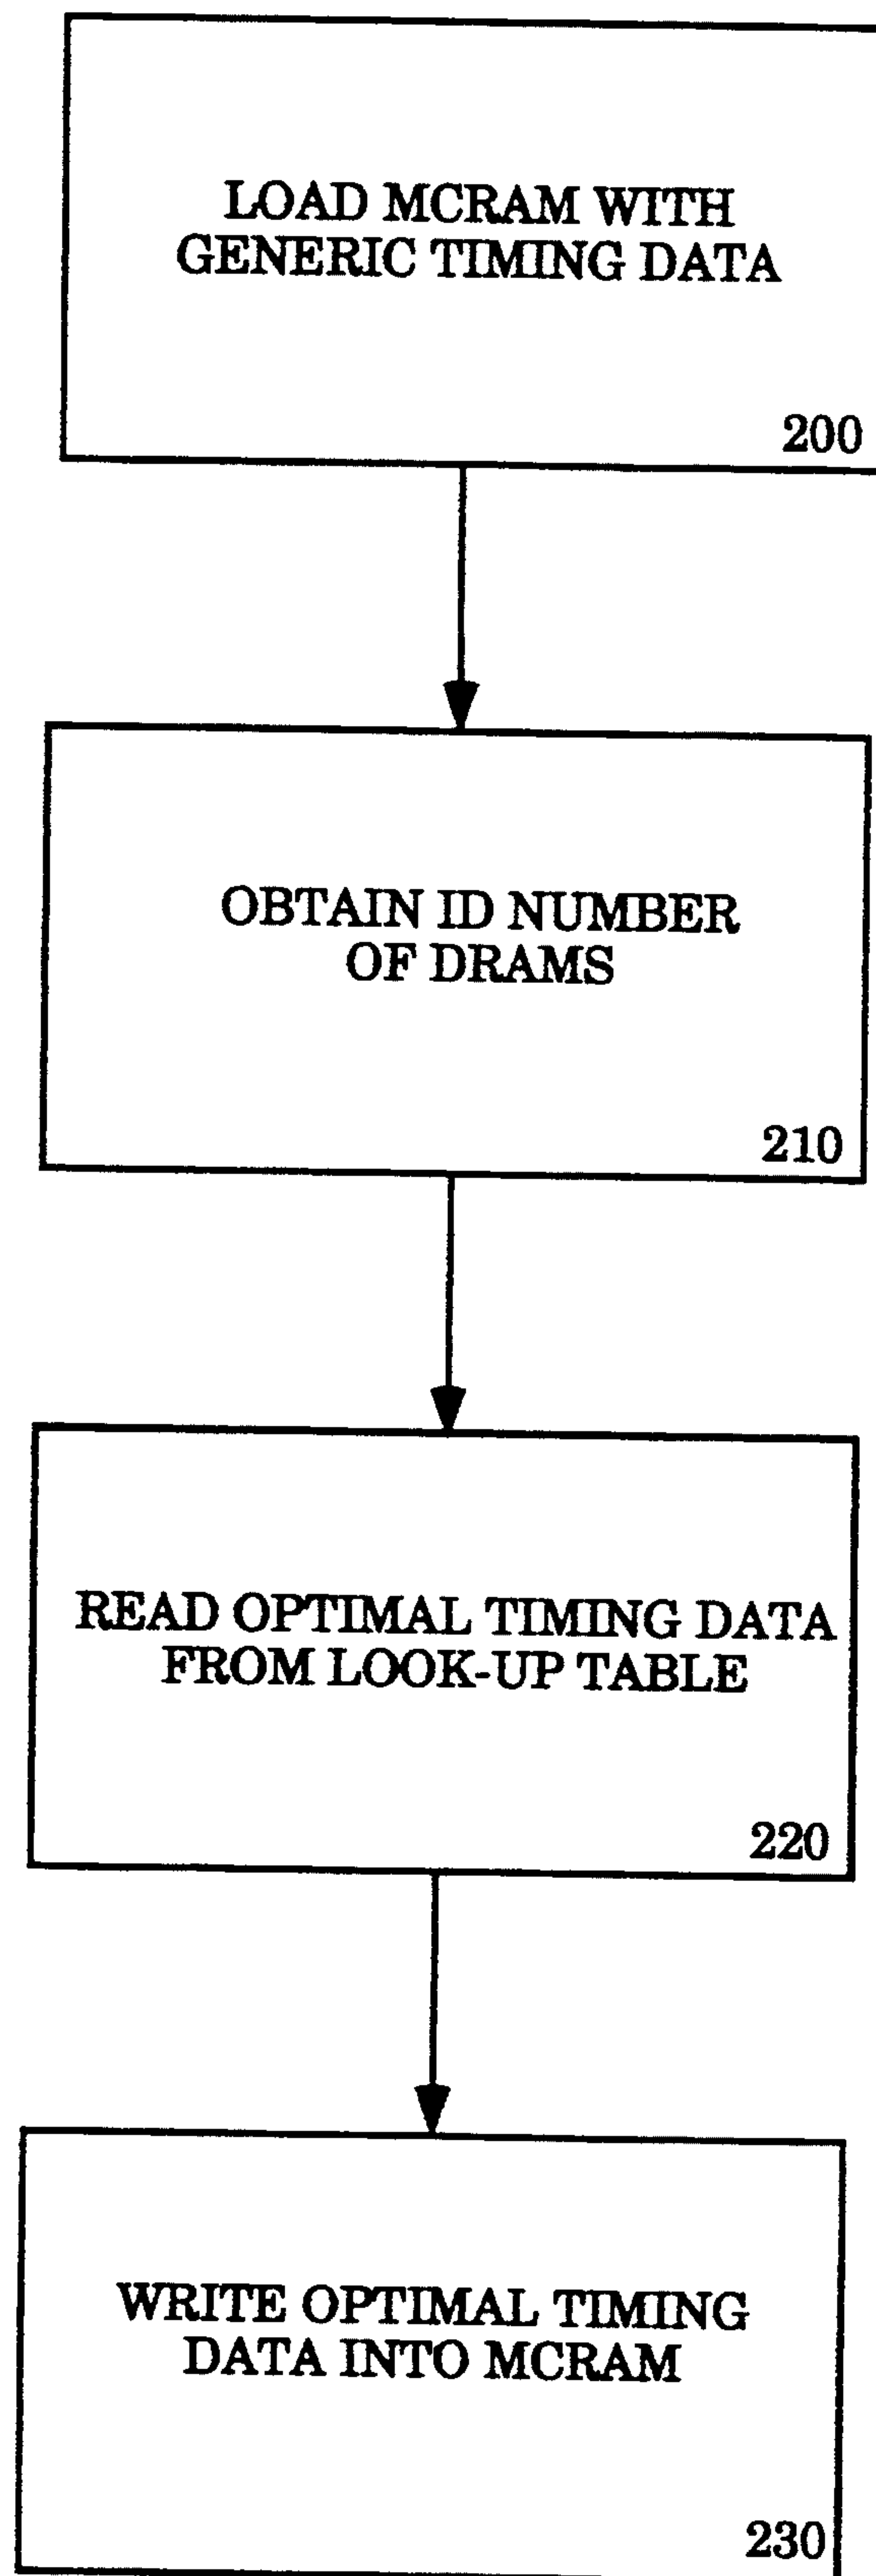 LOAD MCRAM WITH
GENERIC TIMING DATA
200
OBTAIN ID NUMBER
OF DRAMS
210
READ OPTIMAL TIMING DATA
FROM LOOK-UP TABLE
220
WRITE OPTIMAL TIMING
DATA INTO MCRAM
230